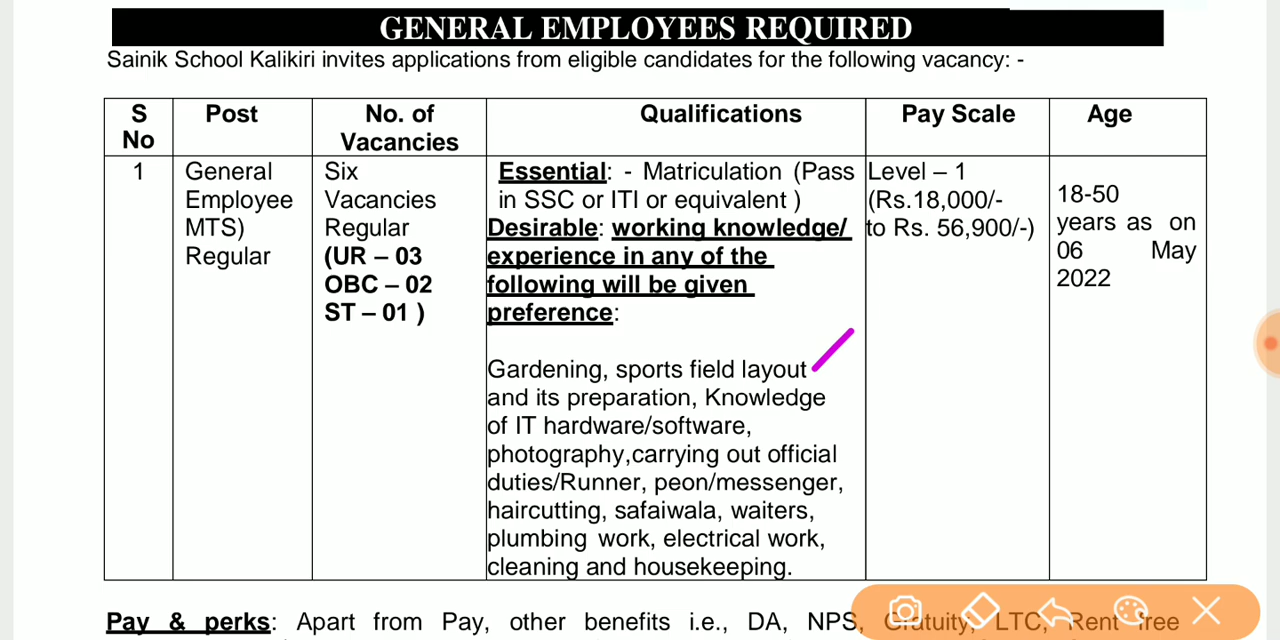 GENERAL EMPLOYEES REQUIRED
Sainik School Kalikiri invites applications from eligible candidates for the following vacancy: -
S No
Post
No. of
Vacancies
Qualifications
Pay Scale
Age
1
General
Employee
MTS)
Regular
Six
Vacancies
Regular
(UR – 03
OBC – 02
ST – 01 )
Essential: - Matriculation (Pass
in SSC or ITI or equivalent )
Desirable: working knowledge/
experience in any of the
following will be given
preference:
Gardening, sports field layout
and its preparation, Knowledge
of IT hardware/software,
photography,carrying out official
duties/Runner, peon/messenger,
haircutting, safaiwala, waiters,
plumbing work, electrical work,
cleaning and housekeeping.
Level – 1
(Rs.18,000/-
to Rs. 56,900/-)
18-50
years as on
06 May
2022
Pay & perks: Apart from Pay, other benefits i.e., DA, NPS, Gratuity, LTC, Rent free